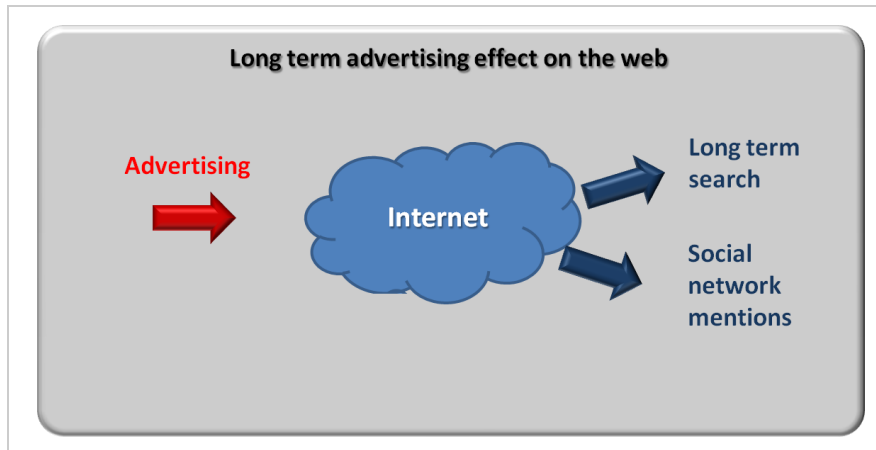 Long term advertising effect on the web
Advertising
Internet
Long term
search
Social
network
mentions